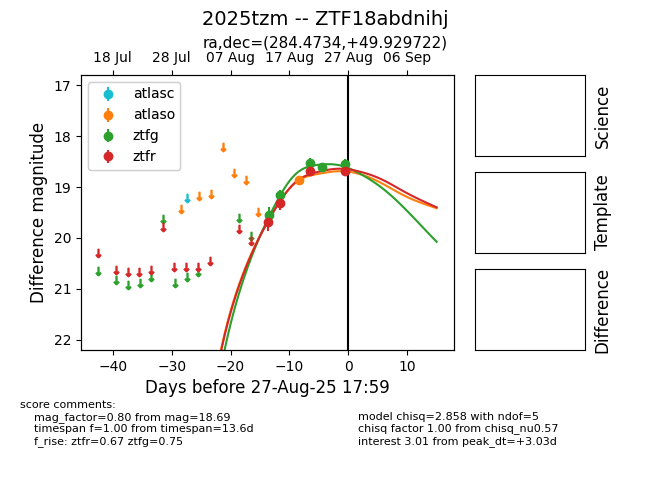 2025tzm -- ZTF18abdnihj
ra,dec=(284.4734,+49.929722)
18 Jul 28 Jul 07 Aug 17 Aug 27 Aug 06 Sep
atlasc
atlaso
ztfg
ztfr
17
18
19
20
21
22
Difference magnitude
−40 −30 −20 −10 0 10
Days before 27-Aug-25 17:59
Science
Template
Difference
score comments:
mag_factor=0.80 from mag=18.69
timespan f=1.00 from timespan=13.6d
f_rise: ztfr=0.67 ztfg=0.75
model chisq=2.858 with ndof=5
chisq factor 1.00 from chisq_nu0.57
interest 3.01 from peak_dt=+3.03d